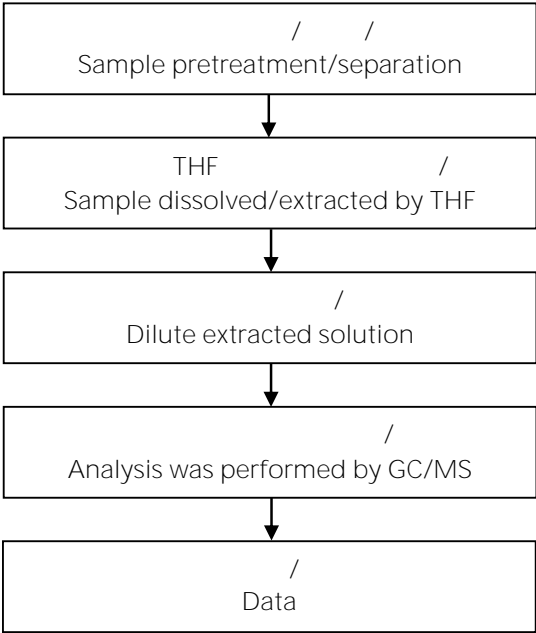 / /
Sample pretreatment/separation
THF /
Sample dissolved/extracted by THF
/
Dilute extracted solution
/
Analysis was performed by GC/MS
/
Data